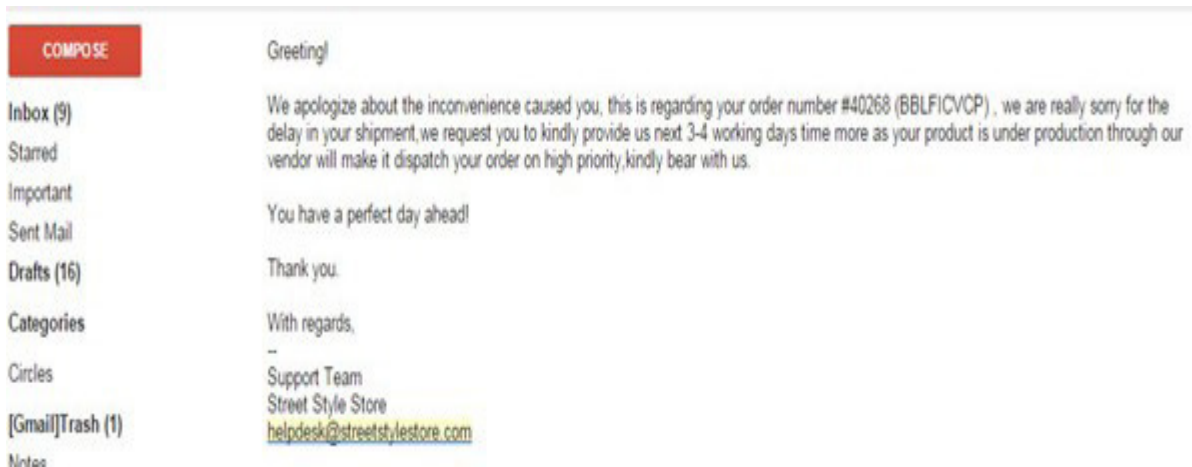 COMPOSE
Inbox (9)
Starred
Important
Sent Mail
Drafts (16)
Categories
Circles
[Gmail]Trash (1)
Notes
Greeting!
We apologize about the inconvenience caused you, this is regarding your order number #40268 (BBLFICVCP) , we are really sorry for the
delay in your shipment,we request you to kindly provide us next 3-4 working days time more as your product is under production through our
vendor will make it dispatch your order on high priority,kindly bear with us.
You have a perfect day ahead!
Thank you.
With regards,
--
Support Team
Street Style Store
helpdesk@streetstylestore.com